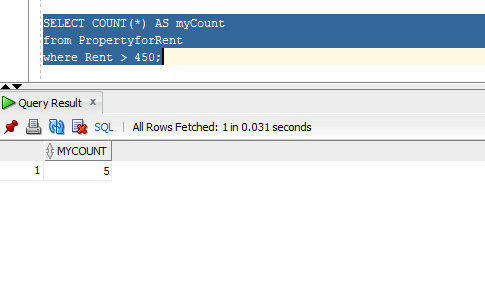 SELECT COUNT(*) AS myCount
from PropertyforRent
where Rent > 450;
Query Result x
SQL | All Rows Fetched: 1 in 0.031 seconds
MYCOUNT
1 5